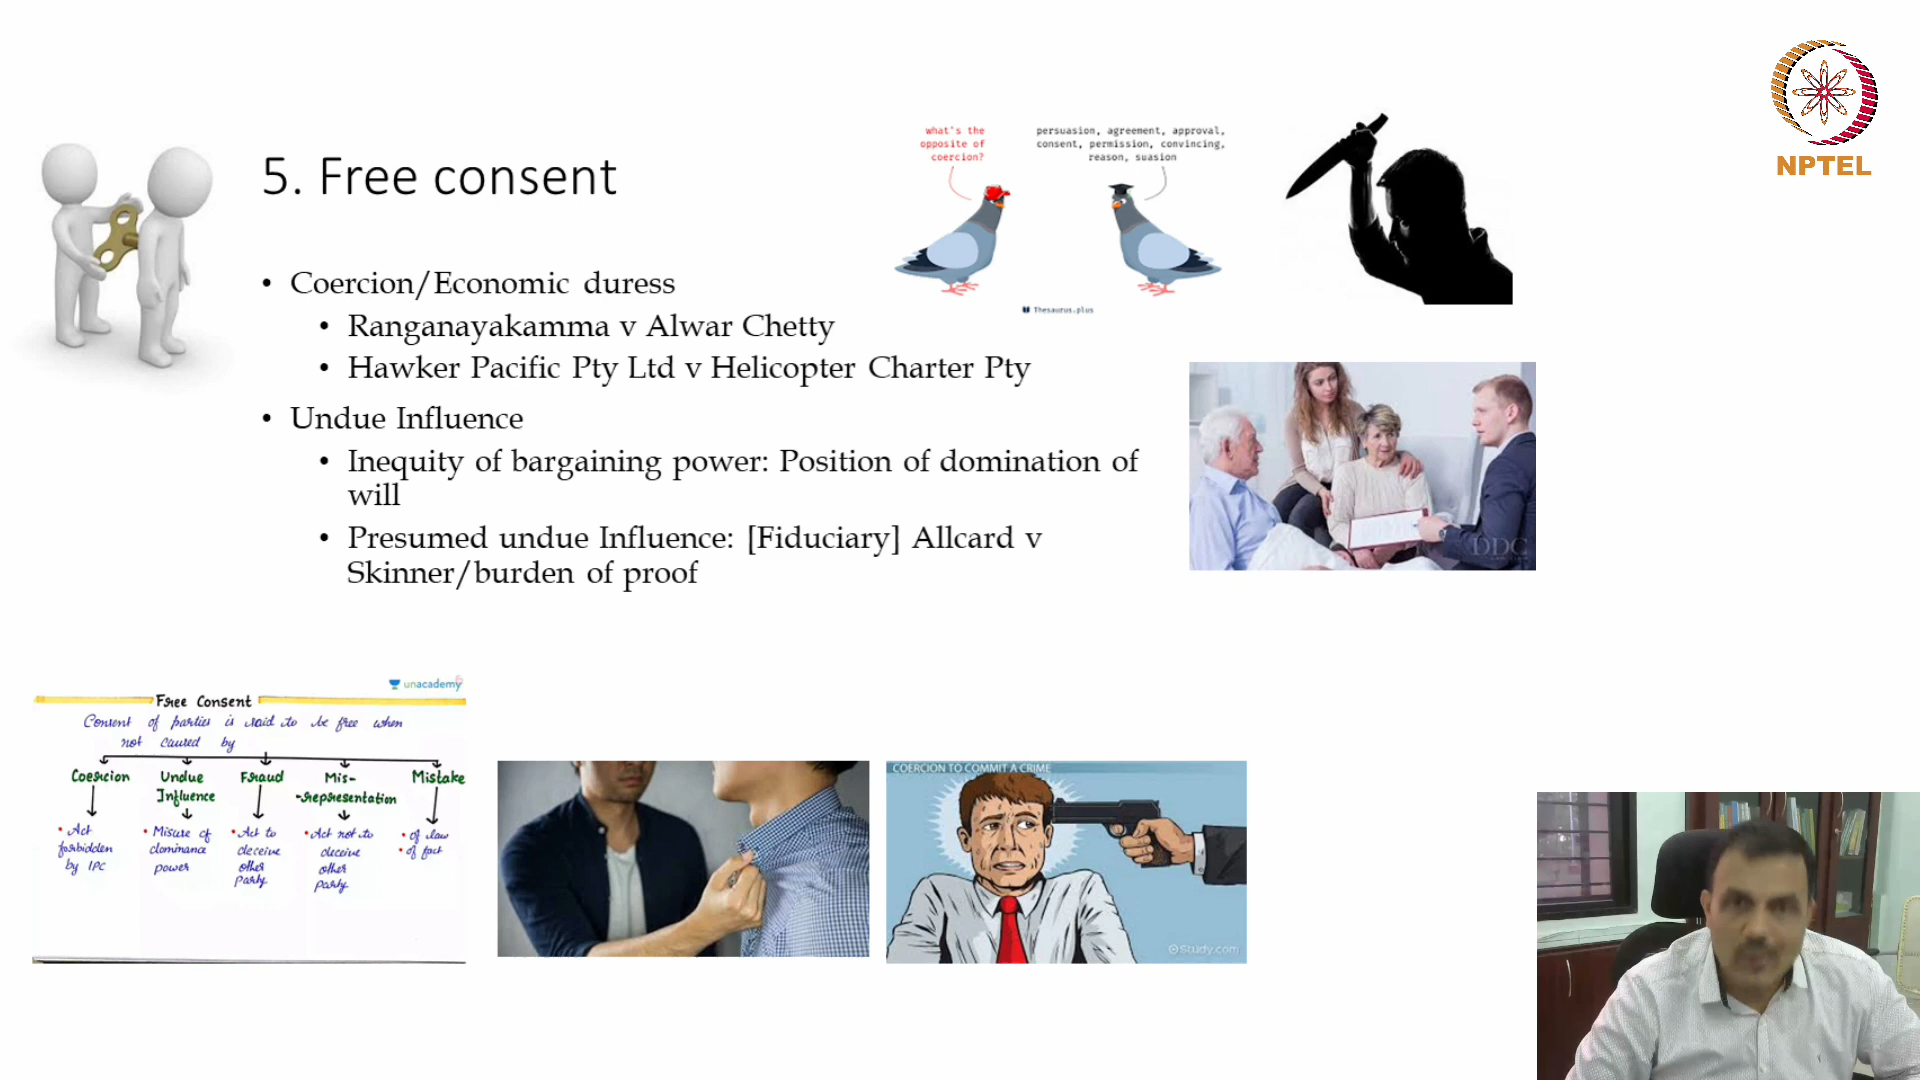 NPTEL
what's the
opposite of
coercion?
persuasion, agreement, approval,
consent, permission, convincing,
reason, suasion
Thesaurus.plus
5. Free consent
• Coercion/Economic duress
• Ranganayakamma v Alwar Chetty
• Hawker Pacific Pty Ltd v Helicopter Charter Pty
• Undue Influence
• Inequity of bargaining power: Position of domination of
will
• Presumed undue Influence: [Fiduciary] Allcard v
Skinner/burden of proof
DDC
unacademy
Free Consent
Consent of parties is said to be free when
not caused by
Coercion
• Act
forbidden
by IPC
Undue
Influence
• Misuse of
dominance
power
Fraud
• Act to
deceive
other
Party
Mis-
-representation
• Act not to
deceive
other
party
Mistake
• of law
• of fact
COERCION TO COMMIT A CRIME
Study.com